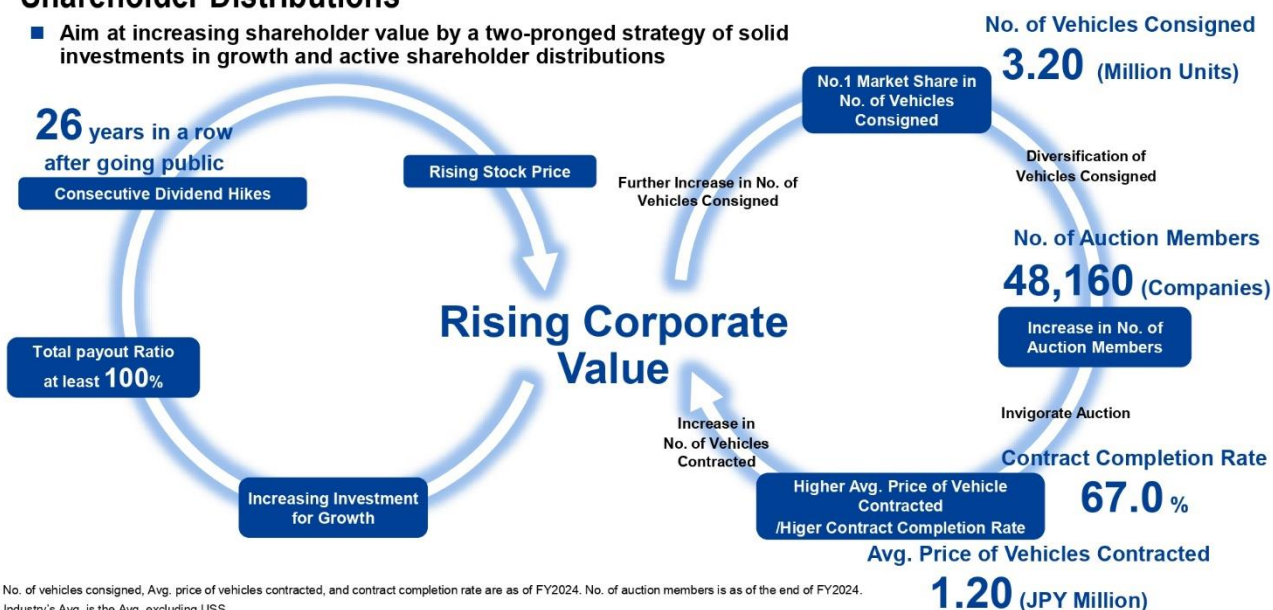 Shareholder Distributions
■ Aim at increasing shareholder value by a two-pronged strategy of solid
investments in growth and active shareholder distributions
26 years in a row
after going public
Consecutive Dividend Hikes
Rising Stock Price
Total payout Ratio
at least 100%
Increasing Investment
for Growth
Rising Corporate
Value
No. of Vehicles Consigned
3.20 (Million Units)
No.1 Market Share in
No. of Vehicles
Consigned
Further Increase in No. of
Vehicles Consigned
Diversification of
Vehicles Consigned
No. of Auction Members
48,160 (Companies)
Increase in No. of
Auction Members
Invigorate Auction
Increase in
No. of Vehicles
Contracted
Contract Completion Rate
67.0 %
Higher Avg. Price of Vehicle
Contracted
/Higer Contract Completion Rate
Avg. Price of Vehicles Contracted
1.20 (JPY Million)
No. of vehicles consigned, Avg. price of vehicles contracted, and contract completion rate are as of FY2024. No. of auction members is as of the end of FY2024.
Industry's Avg. is the Avg. excluding USS